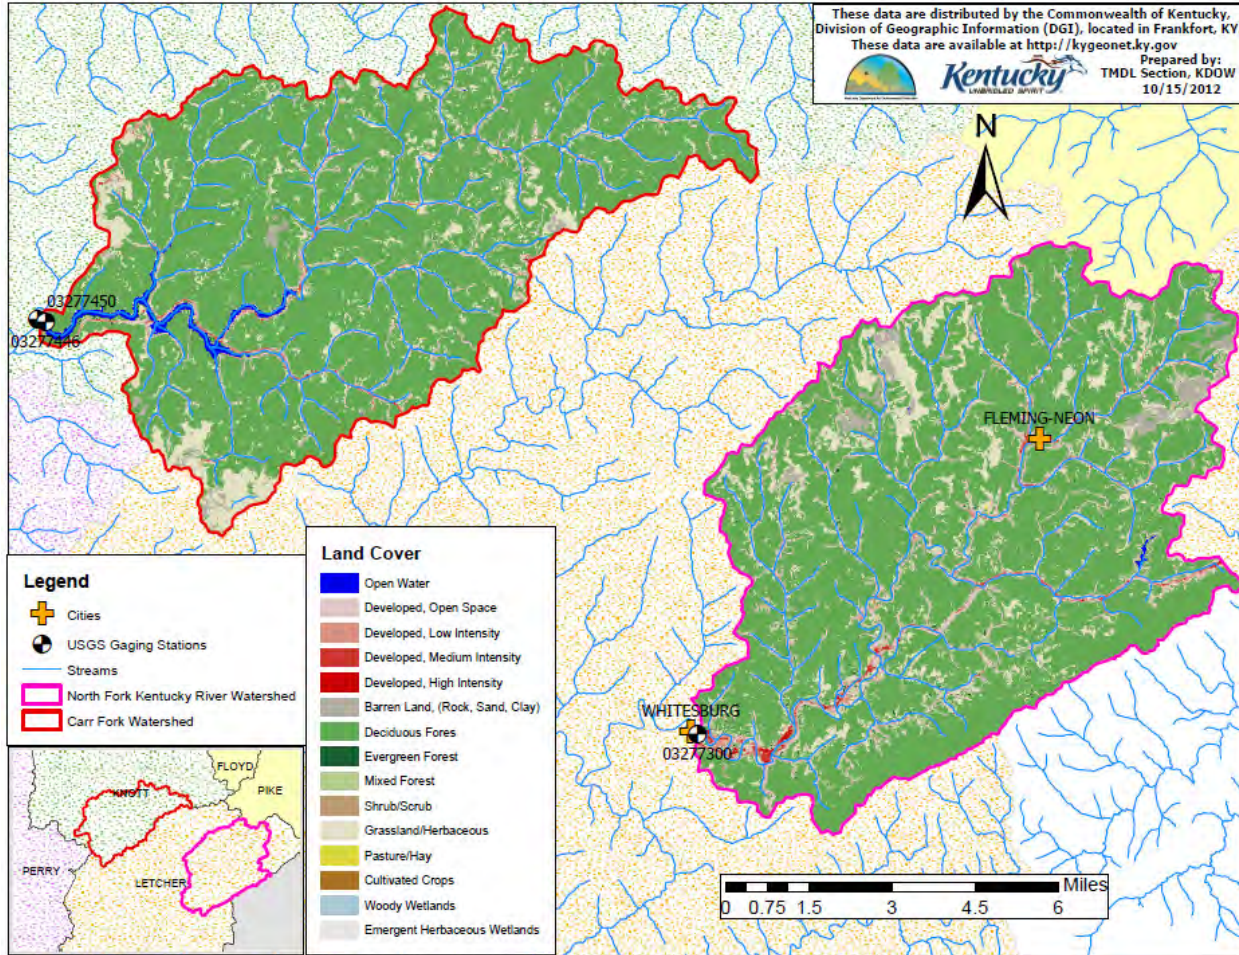 These data are distributed by the Commonwealth of Kentucky,
Division of Geographic Information (DGI), located in Frankfort, KY
These data are available at http://kygeonet.ky.gov
Prepared by:
TMDL Section, KDOW
10/15/2012
Kentucky
UNBRIDLED SPIRIT
N
03277450
03277446
FLEMING-NEON
WHITESBURG
03277300
Legend
Cities
USGS Gaging Stations
Streams
North Fork Kentucky River Watershed
Carr Fork Watershed
Land Cover
Open Water
Developed, Open Space
Developed, Low Intensity
Developed, Medium Intensity
Developed, High Intensity
Barren Land, (Rock, Sand, Clay)
Deciduous Fores
Evergreen Forest
Mixed Forest
Shrub/Scrub
Grassland/Herbaceous
Pasture/Hay
Cultivated Crops
Woody Wetlands
Emergent Herbaceous Wetlands
FLOYD
KNOTT
PIKE
PERRY
LETCHER
Miles
0 0.75 1.5 3 4.5 6